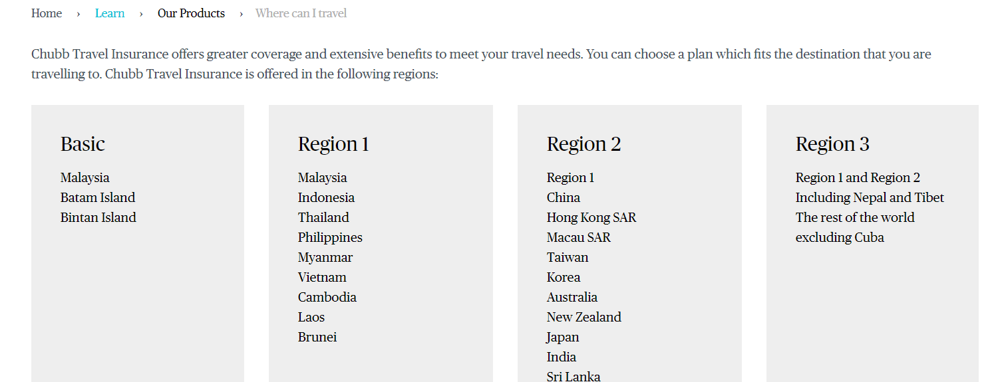 Home › Learn › Our Products › Where can I travel
Chubb Travel Insurance offers greater coverage and extensive benefits to meet your travel needs. You can choose a plan which fits the destination that you are
travelling to. Chubb Travel Insurance is offered in the following regions:
Basic
Malaysia
Batam Island
Bintan Island
Region 1
Malaysia
Indonesia
Thailand
Philippines
Myanmar
Vietnam
Cambodia
Laos
Brunei
Region 2
Region 1
China
Hong Kong SAR
Macau SAR
Taiwan
Korea
Australia
New Zealand
Japan
India
Sri Lanka
Region 3
Region 1 and Region 2
Including Nepal and Tibet
The rest of the world
excluding Cuba